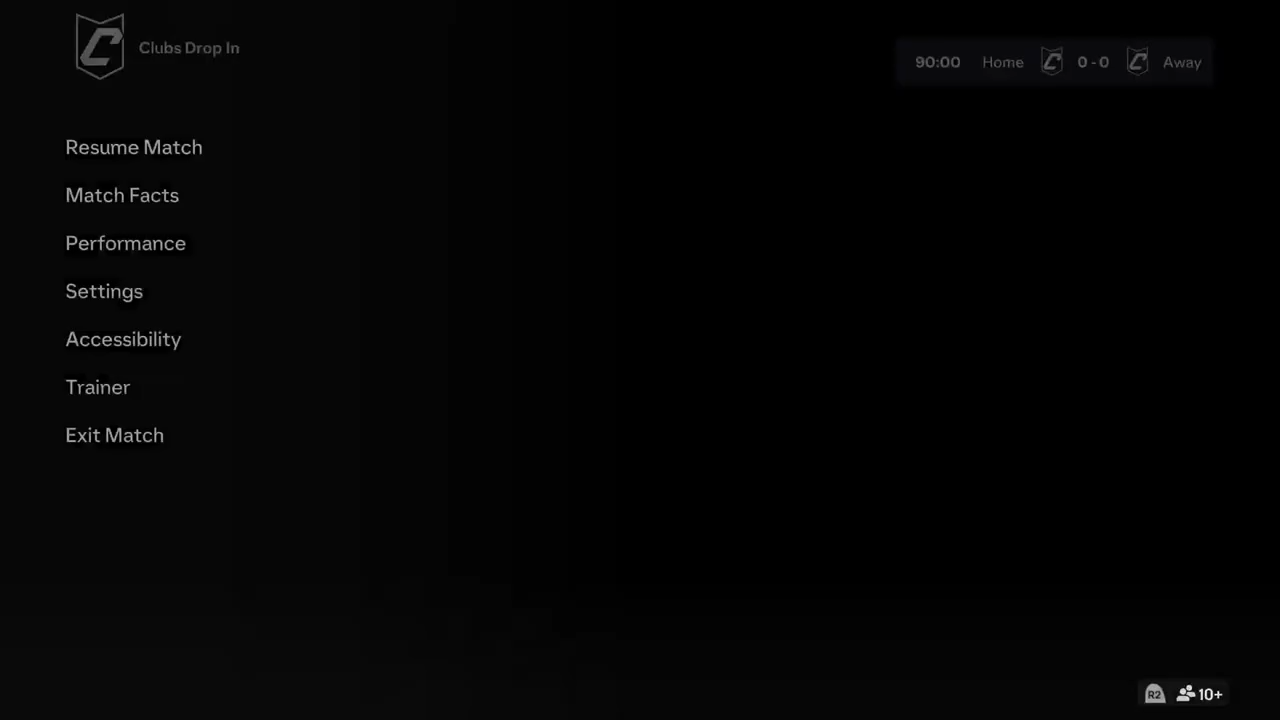 Clubs Drop In
90:00 Home 0 - 0 Away
Resume Match
Match Facts
Performance
Settings
Accessibility
Trainer
Exit Match
R2 10+